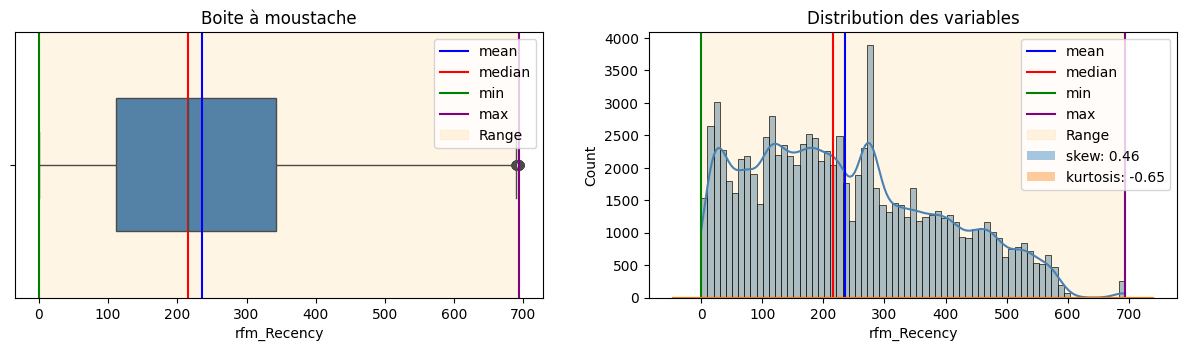 Boite à moustache
mean
median
min
max
Range
0 100 200 300 400 500 600 700
rfm_Recency
Distribution des variables
4000
3500
3000
2500
2000
1500
1000
500
0
Count
mean
median
min
max
Range
skew: 0.46
kurtosis: -0.65
0 100 200 300 400 500 600 700
rfm_Recency